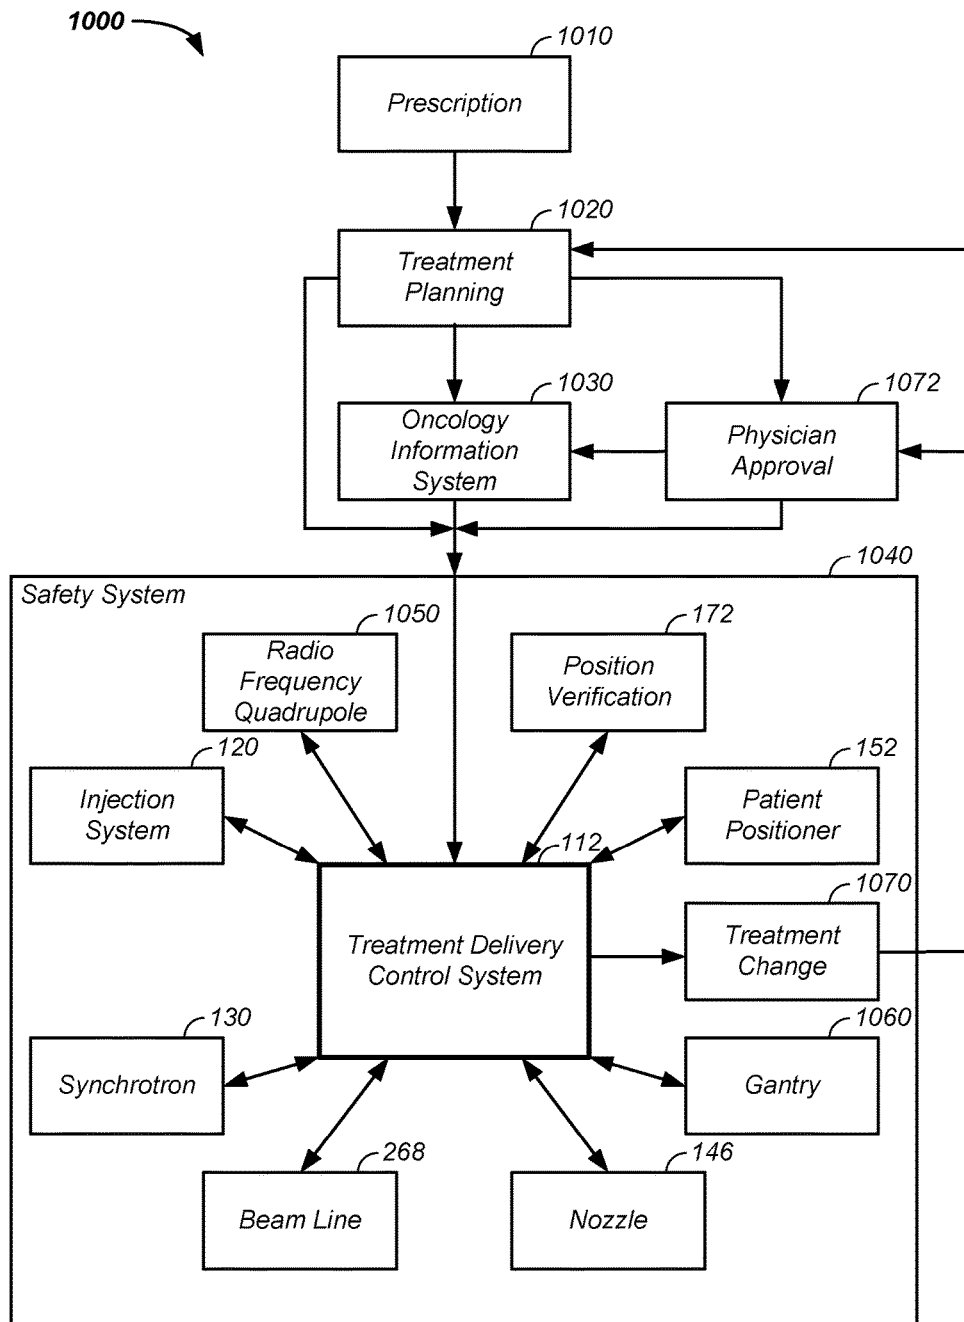 1000
1010
Prescription
1020
Treatment
Planning
1030
Oncology
Information
System
1072
Physician
Approval
1040
Safety System
1050
Radio
Frequency
Quadrupole
172
Position
Verification
120
Injection
System
152
Patient
Positioner
112
Treatment Delivery
Control System
1070
Treatment
Change
130
Synchrotron
1060
Gantry
268
Beam Line
146
Nozzle